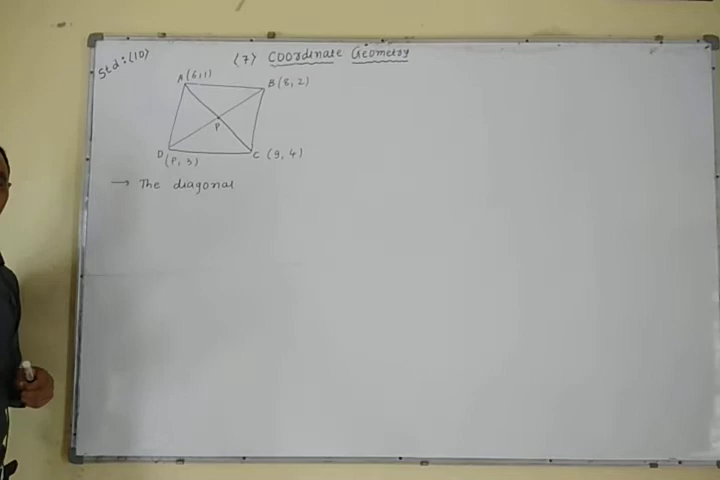 Std:(10)
(7) Coordinate Geometry
A (6,1)
B (8, 2)
P
D
(P, 3)
C (9, 4)
→ The diagonal